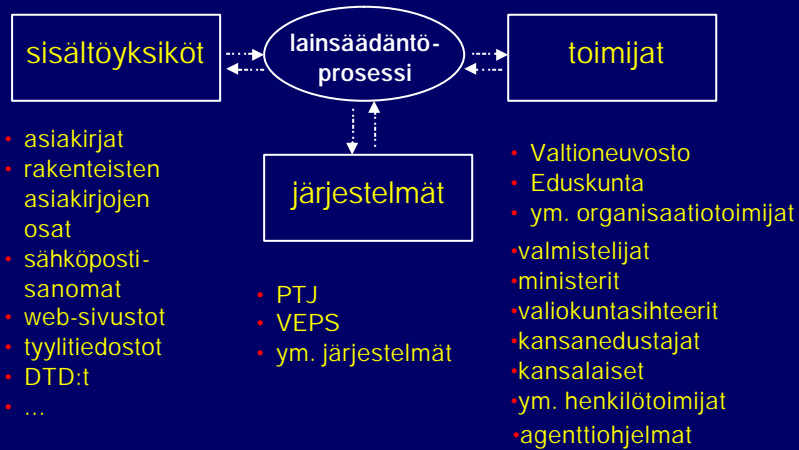 sisältöyksiköt
lainsäädäntö-
prosessi
toimijat
järjestelmät
• asiakirjat
• rakenteisten
asiakirjojen
osat
• sähköposti-
sanomat
• web-sivustot
• tyylitiedostot
• DTD:t
• ...
• PTJ
• VEPS
• ym. järjestelmät
• Valtioneuvosto
• Eduskunta
• ym. organisaatiotoimijat
•valmistelijat
•ministerit
•valiokuntasihteerit
•kansanedustajat
•kansalaiset
•ym. henkilötoimijat
•agenttiohjelmat